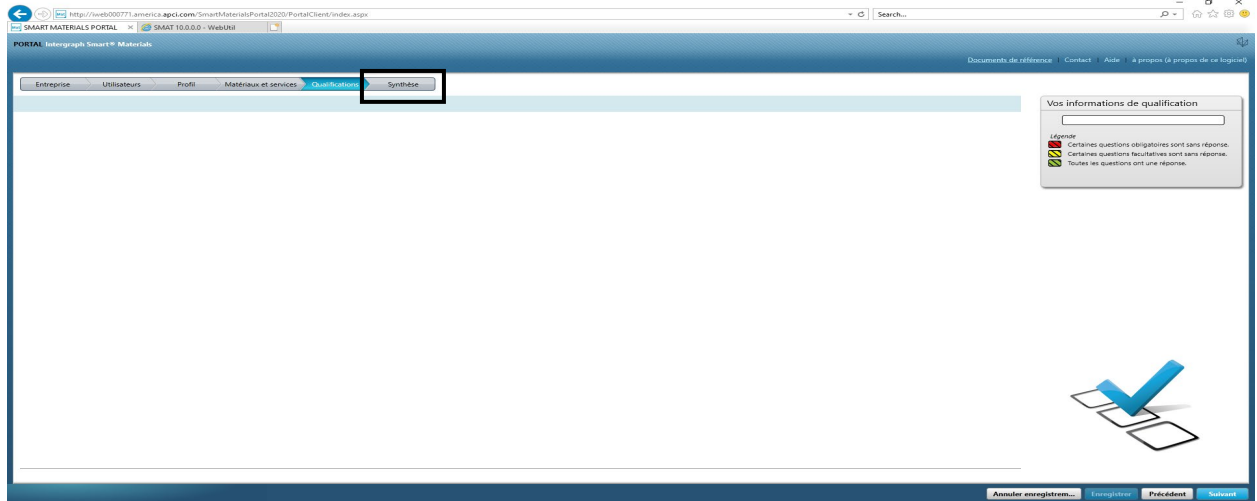 http://iweb000771.america.apci.com/SmartMaterialsPortal2020/PortalClient/index.aspx
Search...
SMART MATERIALS PORTAL
SMAT 10.0.0.0 - WebUtil
PORTAL Intergraph Smart® Materials
Documents de référence | Contact | Aide | à propos (à propos de ce logiciel)
Entreprise Utilisateurs Profil Matériaux et services Qualifications Synthèse
Vos informations de qualification
Légende
Certaines questions obligatoires sont sans réponse.
Certaines questions facultatives sont sans réponse.
Toutes les questions ont une réponse.
Annuler enregistrem... Enregistrer Précédent Suivant